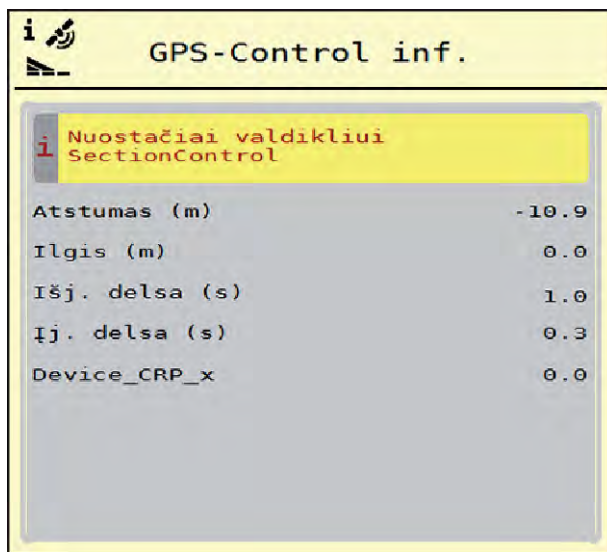 i
GPS-Control inf.
i Nuostačiai valdikliui
SectionControl
Atstumas (m) -10.9
Ilgis (m) 0.0
Išj. delsa (s) 1.0
Įj. delsa (s) 0.3
Device_CRP_x 0.0